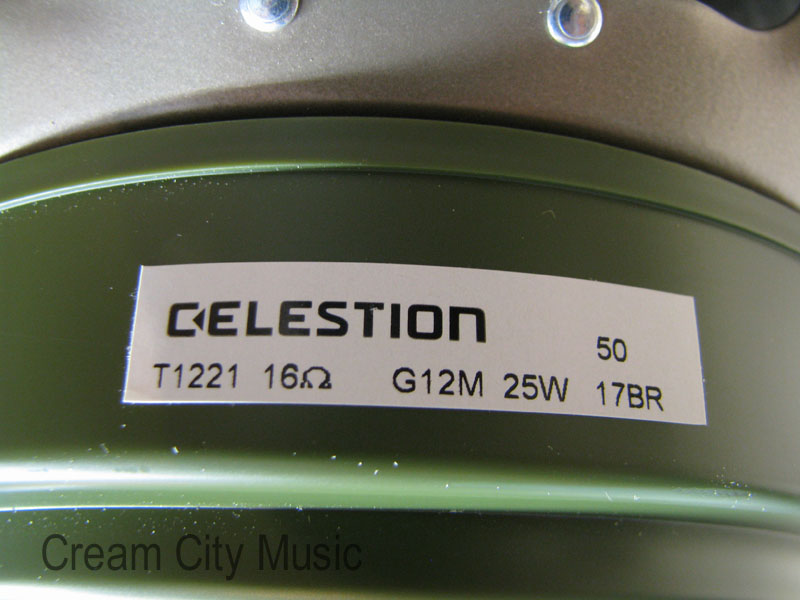 CELESTION
50
T1221 16Ω G12M 25W 17BR
Cream City Music